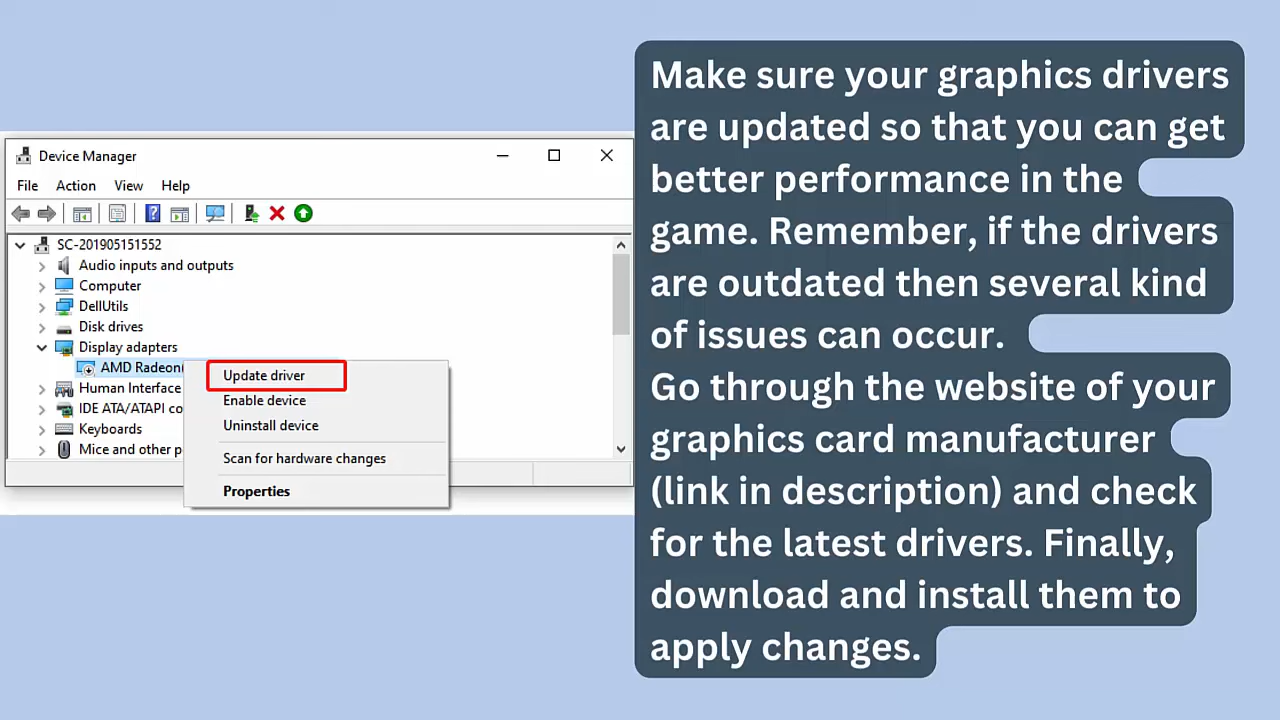 Device Manager
File Action View Help
SC-201905151552
Audio inputs and outputs
Computer
DellUtils
Disk drives
Display adapters
AMD Radeon(
Human Interface
IDE ATA/ATAPI co
Keyboards
Mice and other p
Update driver
Enable device
Uninstall device
Scan for hardware changes
Properties
Make sure your graphics drivers
are updated so that you can get
better performance in the
game. Remember, if the drivers
are outdated then several kind
of issues can occur.
Go through the website of your
graphics card manufacturer
(link in description) and check
for the latest drivers. Finally,
download and install them to
apply changes.